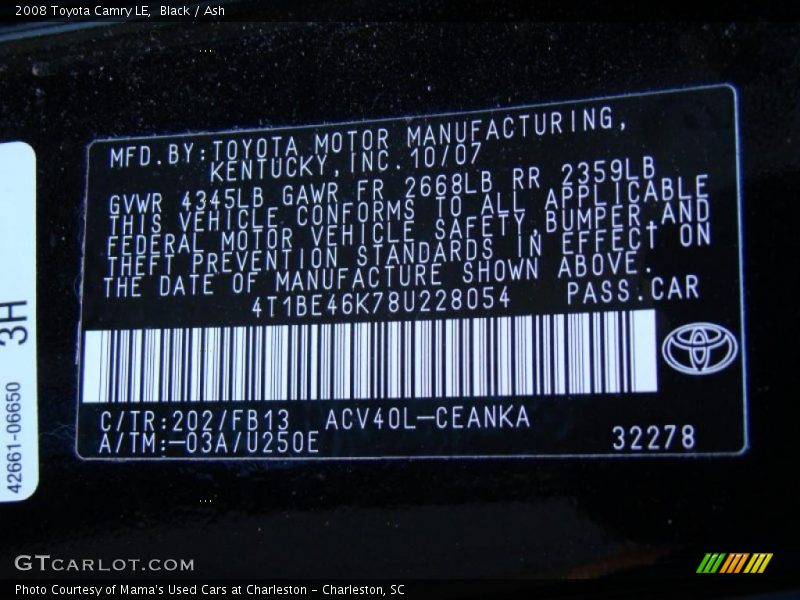 2008 Toyota Camry LE, Black / Ash
MFD.BY:TOYOTA MOTOR MANUFACTURING,
KENTUCKY,INC.10/07
GVWR 4345LB GAWR FR 2668LB RR 2359LB
THIS VEHICLE CONFORMS TO ALL APPLICABLE
FEDERAL MOTOR VEHICLE SAFETY,BUMPER,AND
THEFT PREVENTION STANDARDS IN EFFECT ON
THE DATE OF MANUFACTURE SHOWN ABOVE.
4T1BE46K78U228054 PASS.CAR
C/TR:202/FB13 ACV40L-CEANKA
A/TM:-03A/U250E
32278
3H
42661-06650
GTCARLOT.COM
Photo Courtesy of Mama's Used Cars at Charleston - Charleston, SC